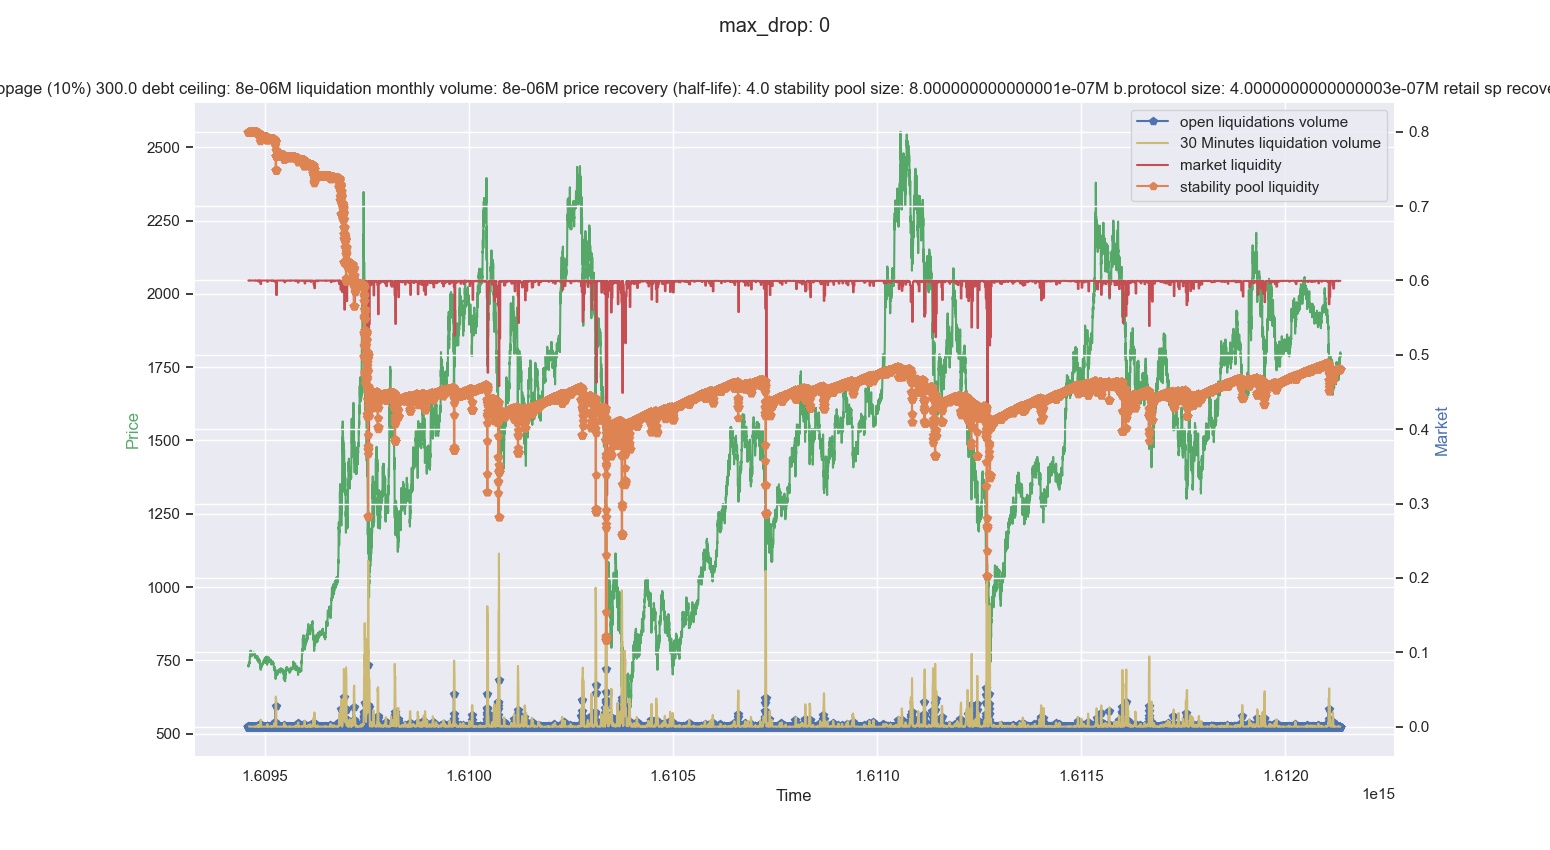 max_drop: 0
(10%) 300.0 debt ceiling: 8e-06M liquidation monthly volume: 8e-06M price recovery (half-life): 4.0 stability pool size: 8.000000000000001e-07M b.protocol size: 4.0000000000000003e-07M retail sp
open liquidations volume
30 Minutes liquidation volume
market liquidity
stability pool liquidity
2500
2250
2000
1750
1500
1250
1000
750
500
Price
0.8
0.7
0.6
0.5
0.4
0.3
0.2
0.1
0.0
Market
1.6095 1.6100 1.6105 1.6110 1.6115 1.6120
1e15
Time